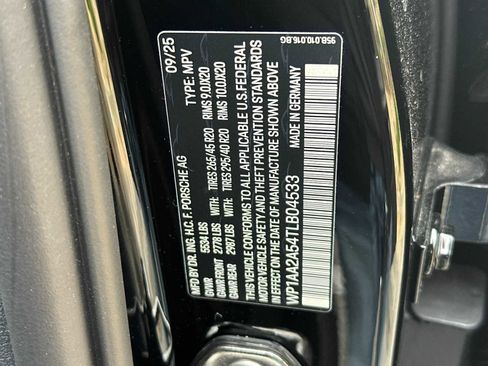 MFD BY DR. ING. H.C. F. PORSCHE AG 09/25
GVWR 5534 LBS TYPE: MPV
GAWR FRONT 2778 LBS WITH: TIRES 265/45 R20 RIMS 9.0JX20
GAWR REAR 2987 LBS WITH: TIRES 295/40 R20 RIMS 10.0JX20
THIS VEHICLE CONFORMS TO ALL APPLICABLE U.S. FEDERAL
MOTOR VEHICLE SAFETY AND THEFT PREVENTION STANDARDS
IN EFFECT ON THE DATE OF MANUFACTURE SHOWN ABOVE
WP1AA2A54TLB04533 MADE IN GERMANY
95B.010.016.BG